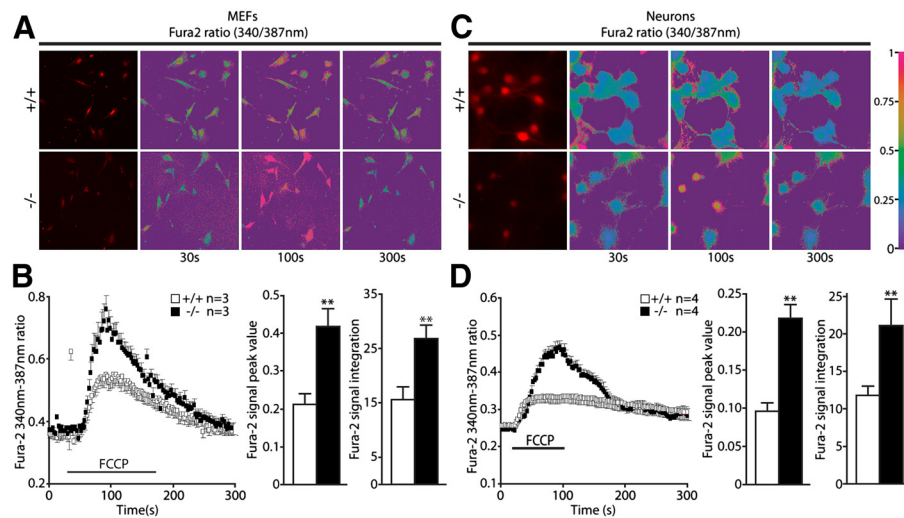 A
MEFs
Fura2 ratio (340/387nm)
+/+
-/-
30s
100s
300s
C
Neurons
Fura2 ratio (340/387nm)
+/+
-/-
30s
100s
300s
1
0.75
0.5
0.25
0
B
Fura-2 340nm-387nm ratio
0.8
0.6
0.4
0.2
+/+ n=3
-/- n=3
FCCP
0
100
200
300
Time(s)
Fura-2 signal peak value
0.5
0.4
0.3
0.2
0.1
0
**
Fura-2 signal integration
35
25
15
5
0
**
D
Fura-2 340nm-387nm ratio
0.6
0.5
0.4
0.3
0.2
0.1
+/+ n=4
-/- n=4
FCCP
0
100
200
300
Time (s)
Fura-2 signal peak value
0.25
0.20
0.15
0.10
0.05
0
**
Fura-2 signal integration
25
20
15
10
5
0
**